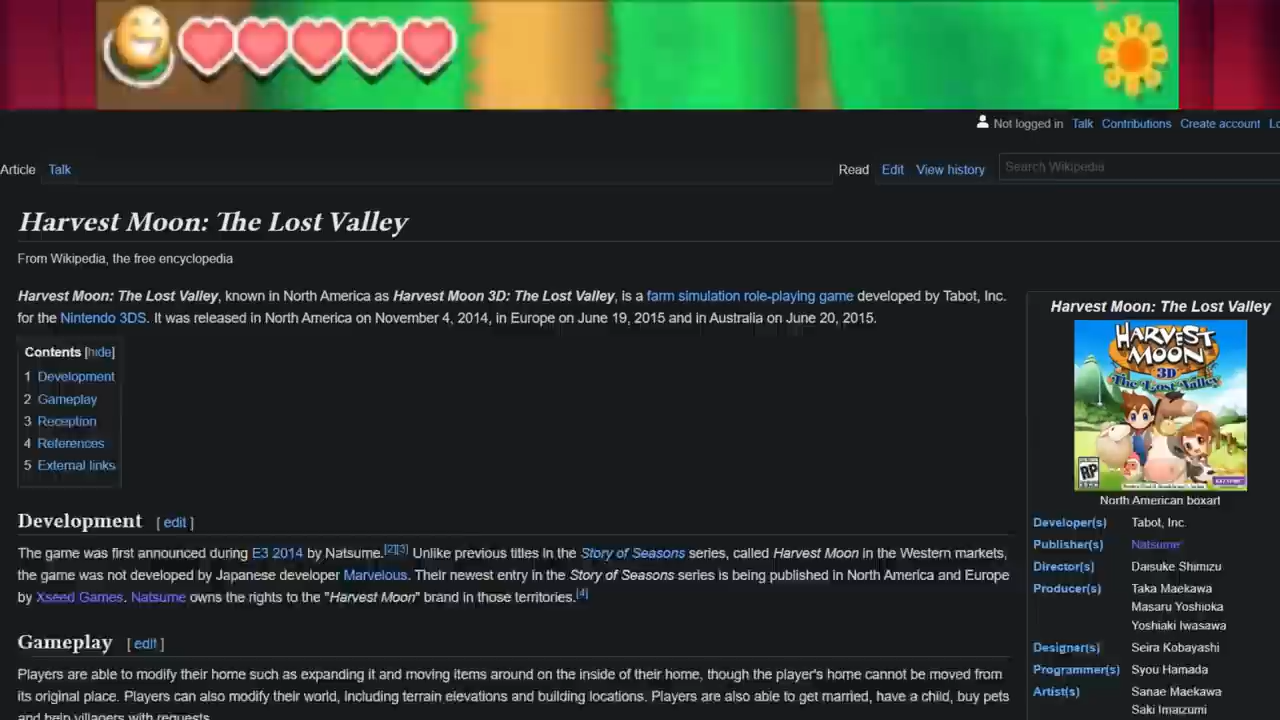 Not logged in Talk Contributions Create account Lo
Article Talk Read Edit View history Search Wikipedia
Harvest Moon: The Lost Valley
From Wikipedia, the free encyclopedia
Harvest Moon: The Lost Valley, known in North America as Harvest Moon 3D: The Lost Valley, is a farm simulation role-playing game developed by Tabot, Inc.
for the Nintendo 3DS. It was released in North America on November 4, 2014, in Europe on June 19, 2015 and in Australia on June 20, 2015.
Contents [hide]
1 Development
2 Gameplay
3 Reception
4 References
5 External links
Development [ edit ]
The game was first announced during E3 2014 by Natsume.[2][3] Unlike previous titles in the Story of Seasons series, called Harvest Moon in the Western markets,
the game was not developed by Japanese developer Marvelous. Their newest entry in the Story of Seasons series is being published in North America and Europe
by Xseed Games. Natsume owns the rights to the "Harvest Moon" brand in those territories.[4]
Gameplay [ edit ]
Players are able to modify their home such as expanding it and moving items around on the inside of their home, though the player's home cannot be moved from
its original place. Players can also modify their world, including terrain elevations and building locations. Players are also able to get married, have a child, buy pets
and help villagers with requests.
Harvest Moon: The Lost Valley
HARVEST
MOON
3D
The Lost Valley
RP
North American boxart
Developer(s) Tabot, Inc.
Publisher(s) Natsume
Director(s) Daisuke Shimizu
Producer(s) Taka Maekawa
Masaru Yoshioka
Yoshiaki Iwasawa
Designer(s) Seira Kobayashi
Programmer(s) Syou Hamada
Artist(s) Sanae Maekawa
Saki Imaizumi